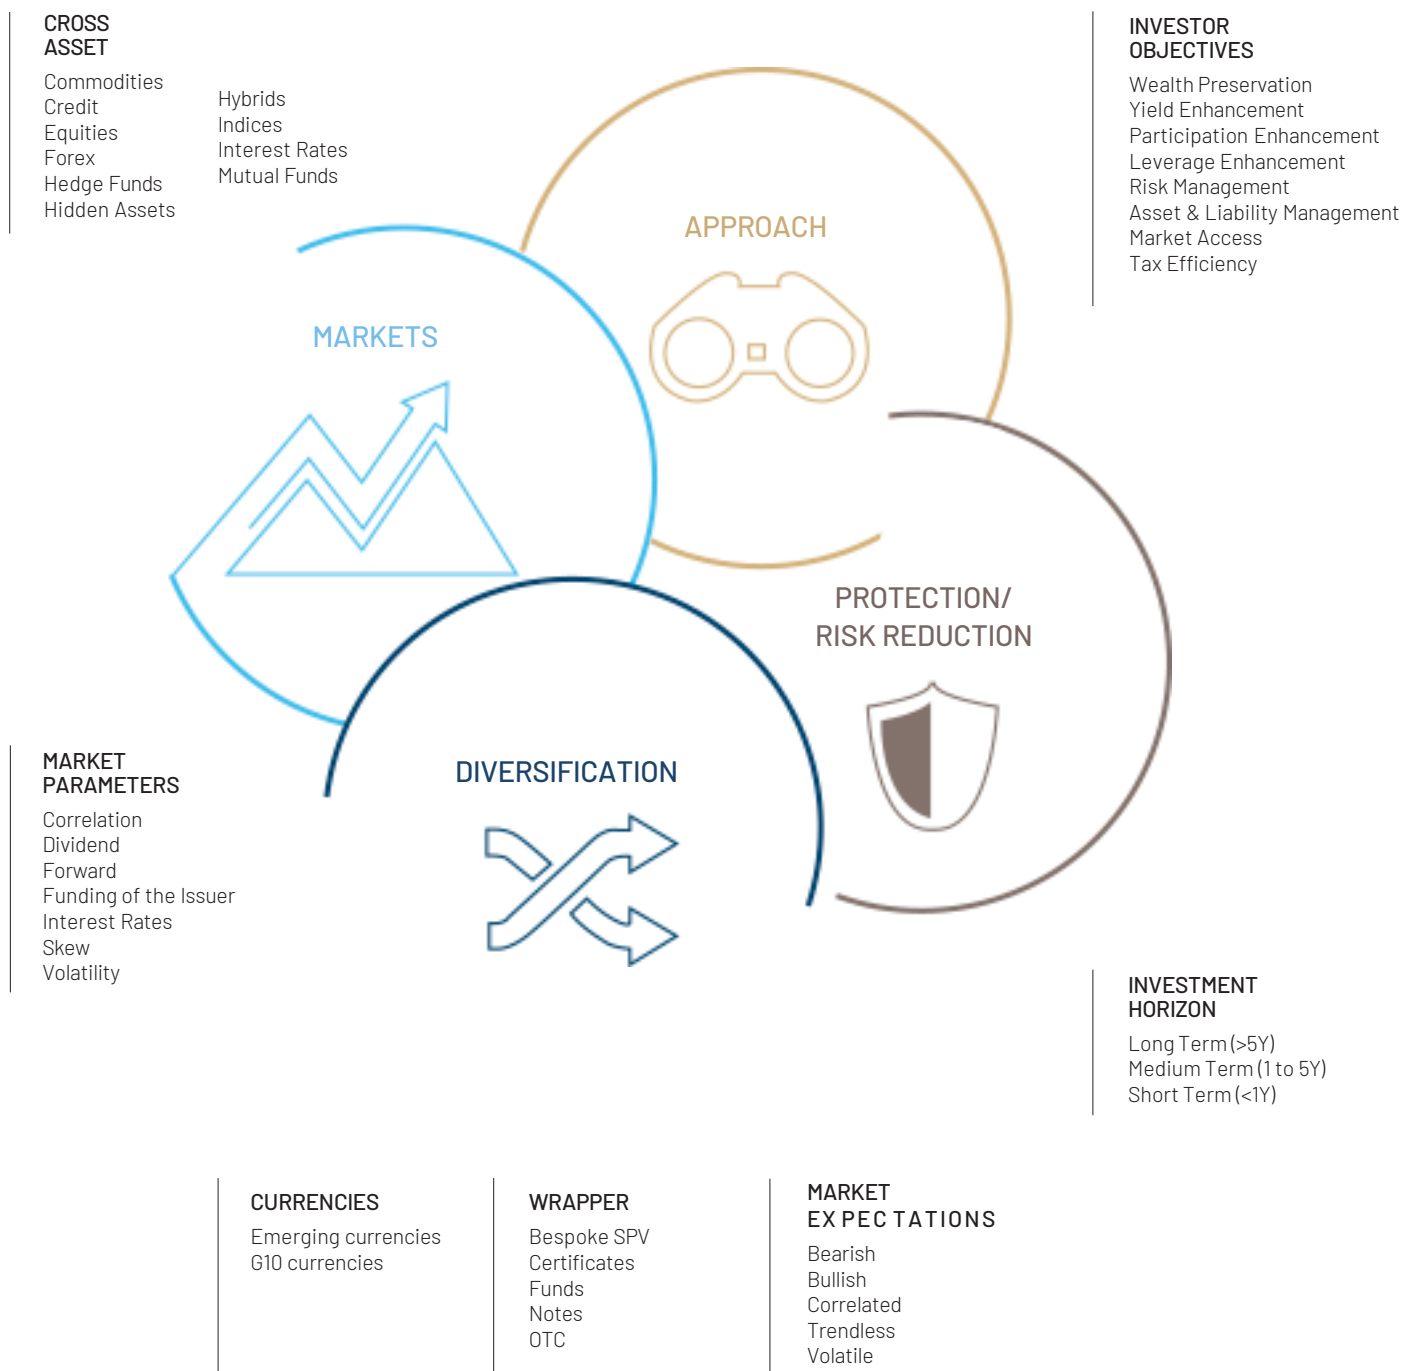 CROSS
ASSET
Commodities
Credit
Equities
Forex
Hedge Funds
Hidden Assets
Hybrids
Indices
Interest Rates
Mutual Funds
INVESTOR
OBJECTIVES
Wealth Preservation
Yield Enhancement
Participation Enhancement
Leverage Enhancement
Risk Management
Asset & Liability Management
Market Access
Tax Efficiency
APPROACH
MARKETS
PROTECTION/
RISK REDUCTION
DIVERSIFICATION
MARKET
PARAMETERS
Correlation
Dividend
Forward
Funding of the Issuer
Interest Rates
Skew
Volatility
INVESTMENT
HORIZON
Long Term (>5Y)
Medium Term (1 to 5Y)
Short Term (<1Y)
CURRENCIES
Emerging currencies
G10 currencies
WRAPPER
Bespoke SPV
Certificates
Funds
Notes
OTC
MARKET
EXPECTATIONS
Bearish
Bullish
Correlated
Trendless
Volatile